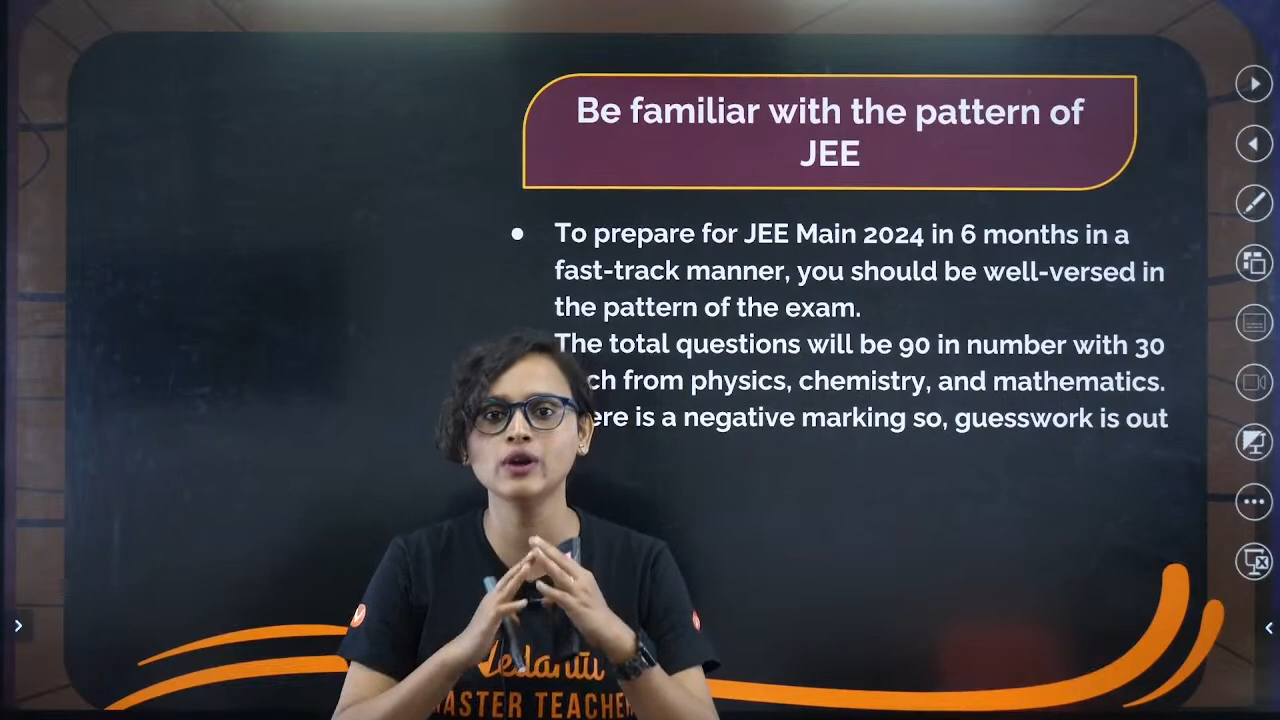 Be familiar with the pattern of
JEE
● To prepare for JEE Main 2024 in 6 months in a
fast-track manner, you should be well-versed in
the pattern of the exam.
The total questions will be 90 in number with 30
from physics, chemistry, and mathematics.
is a negative marking so, guesswork is out
Vedantu
MASTER TEACHER